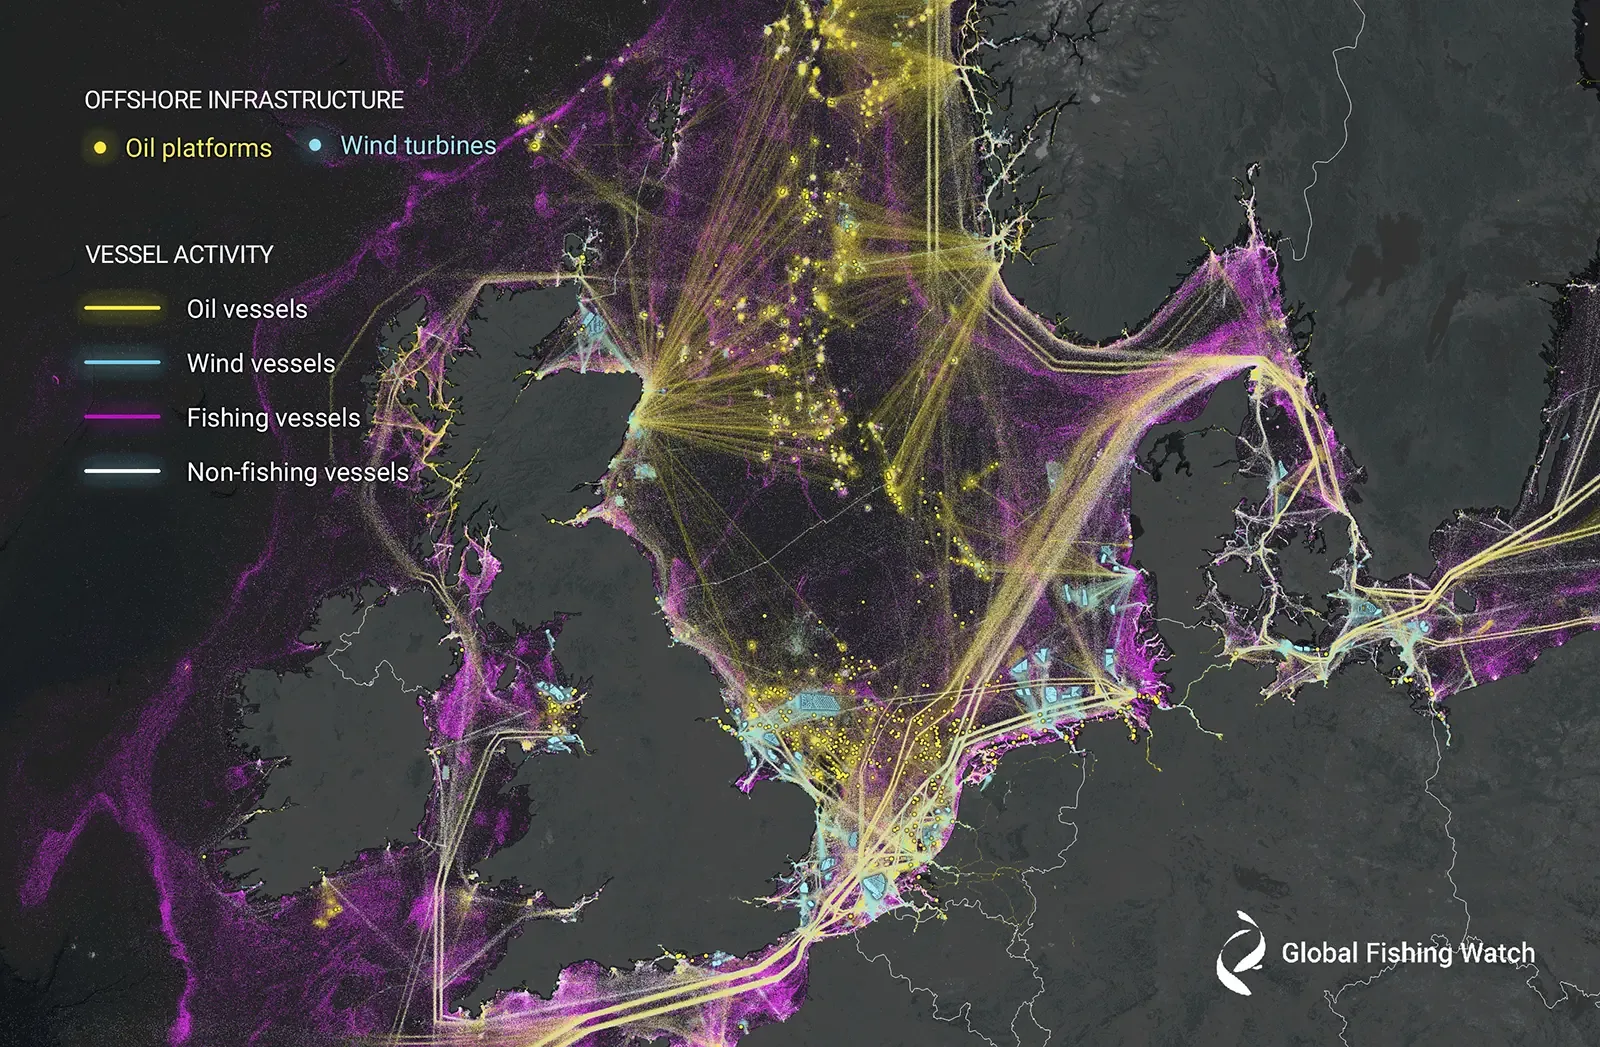 OFFSHORE INFRASTRUCTURE
Oil platforms Wind turbines
VESSEL ACTIVITY
Oil vessels
Wind vessels
Fishing vessels
Non-fishing vessels
Global Fishing Watch